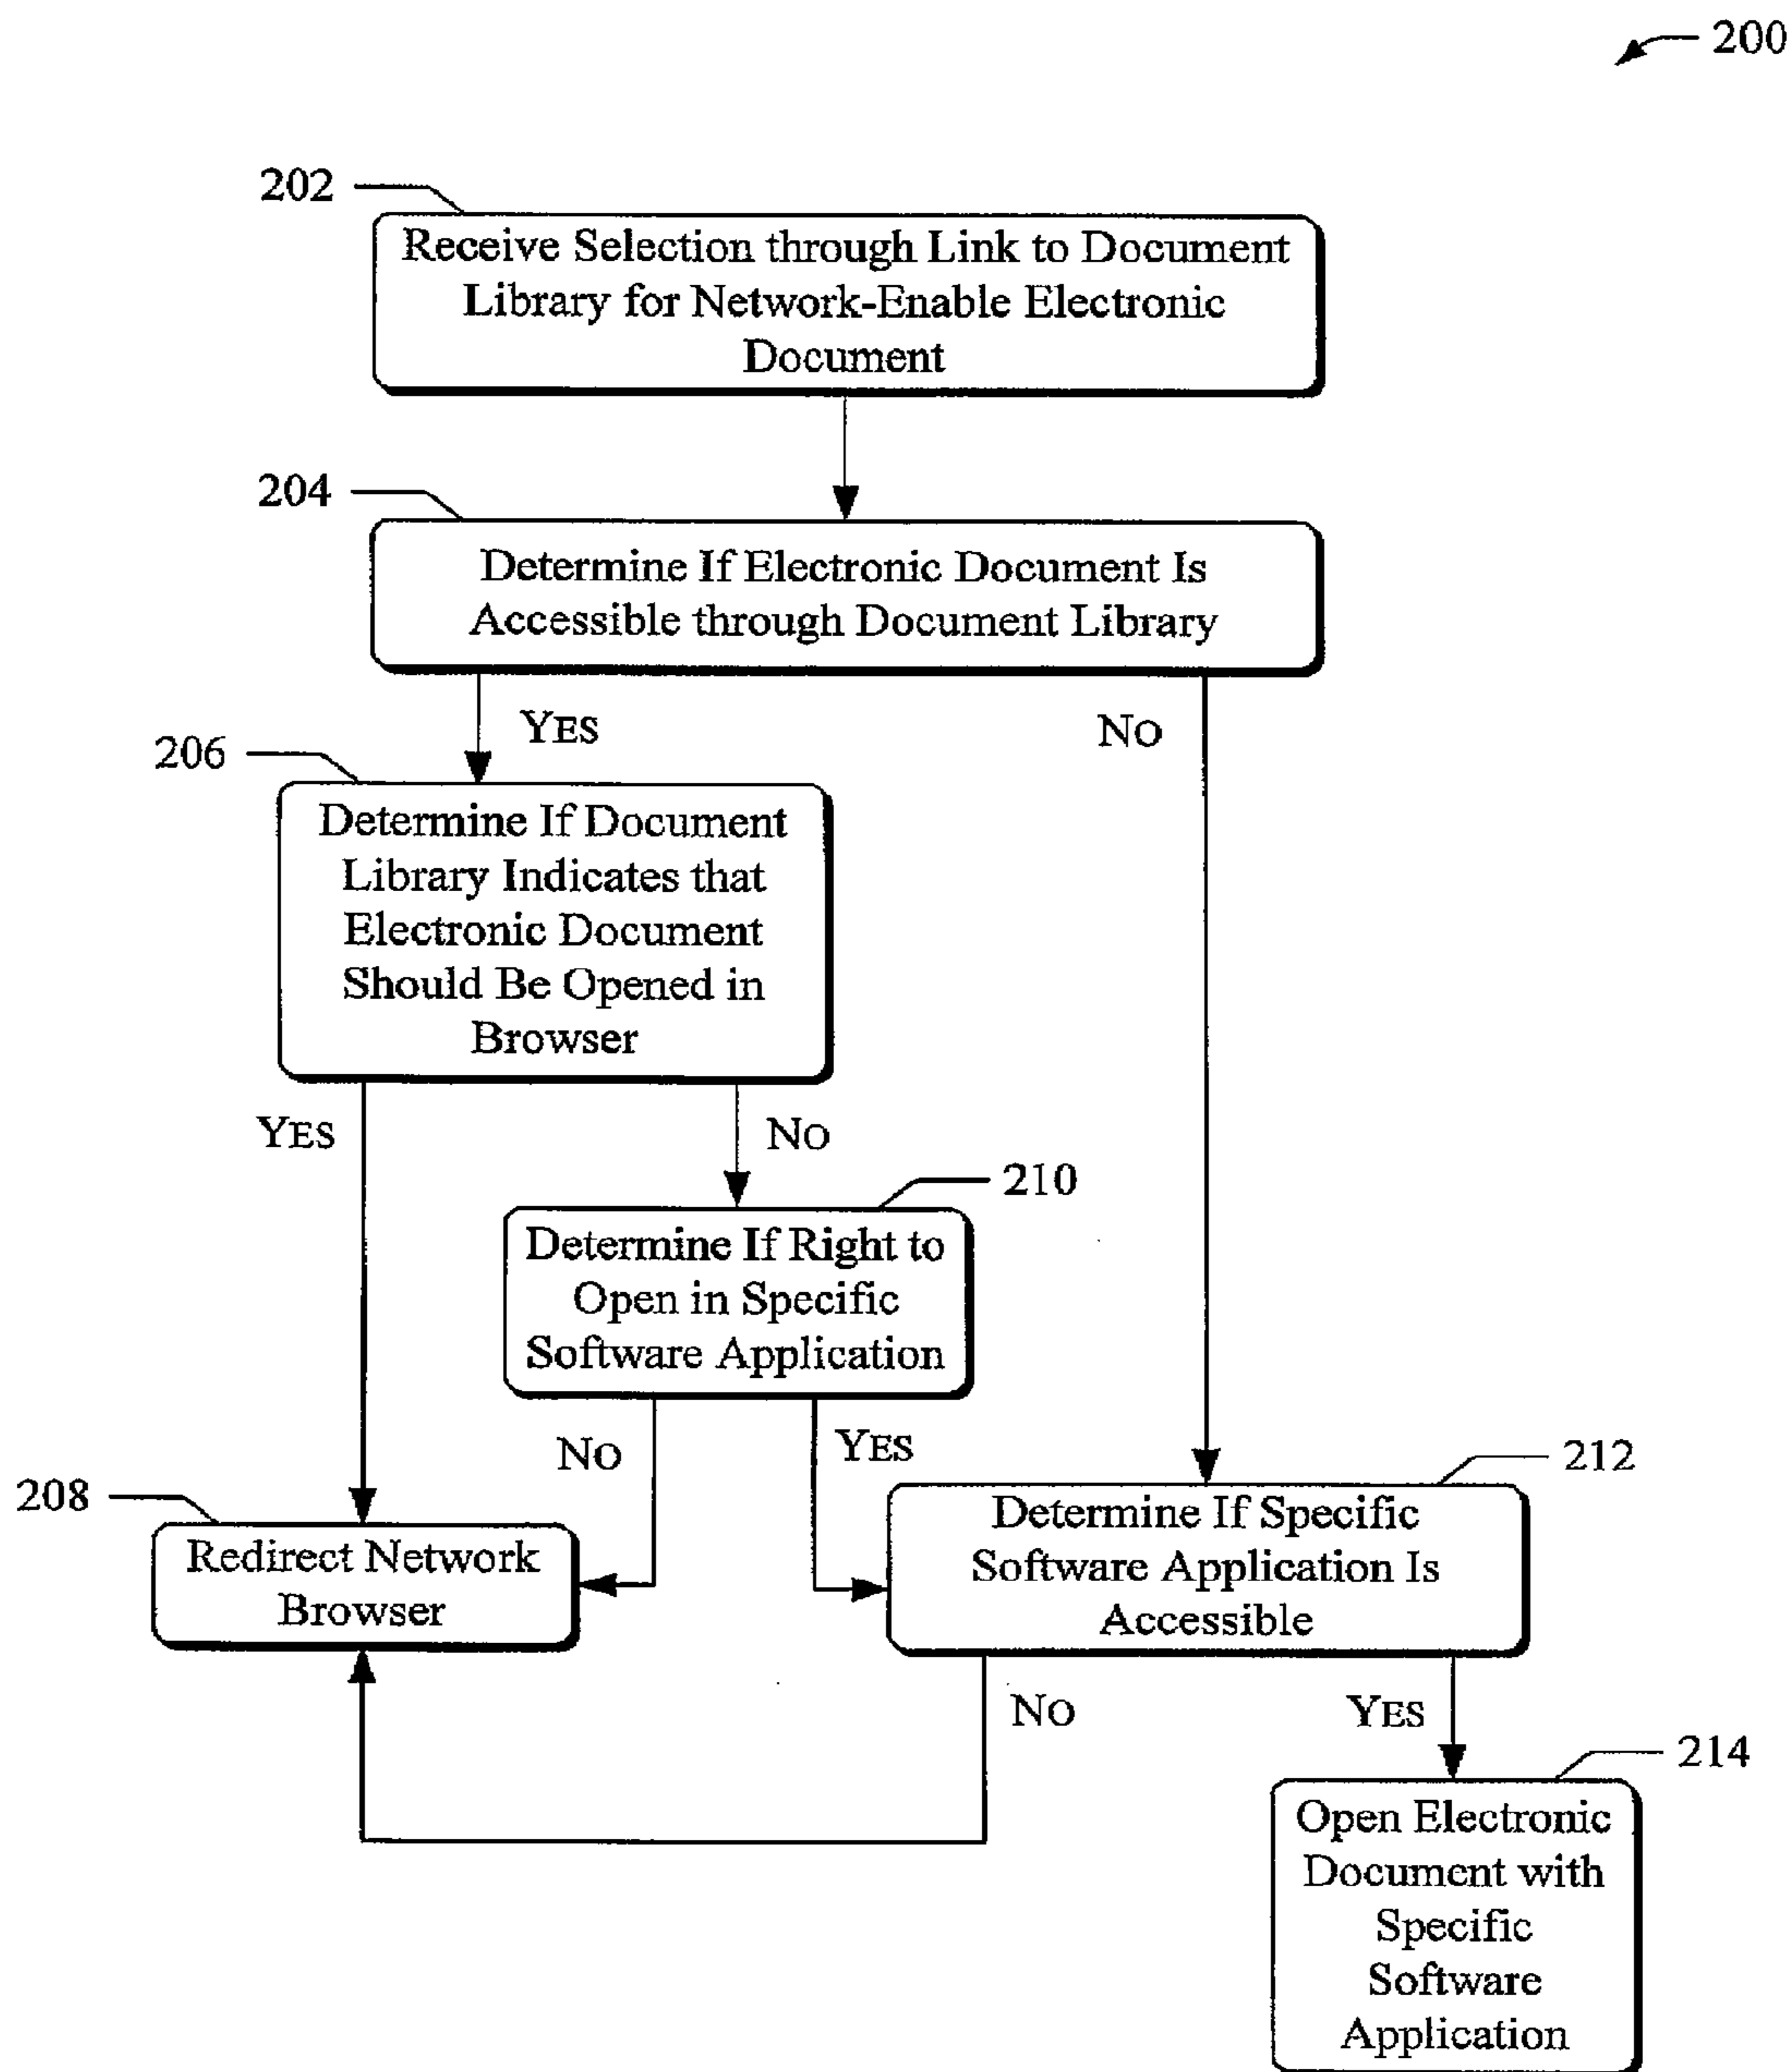 200
202
Receive Selection through Link to Document
Library for Network-Enable Electronic
Document
204
Determine If Electronic Document Is
Accessible through Document Library
YES
NO
206
Determine If Document
Library Indicates that
Electronic Document
Should Be Opened in
Browser
YES
NO
210
Determine If Right to
Open in Specific
Software Application
NO
YES
208
Redirect Network
Browser
212
Determine If Specific
Software Application Is
Accessible
NO
YES
214
Open Electronic
Document with
Specific
Software
Application